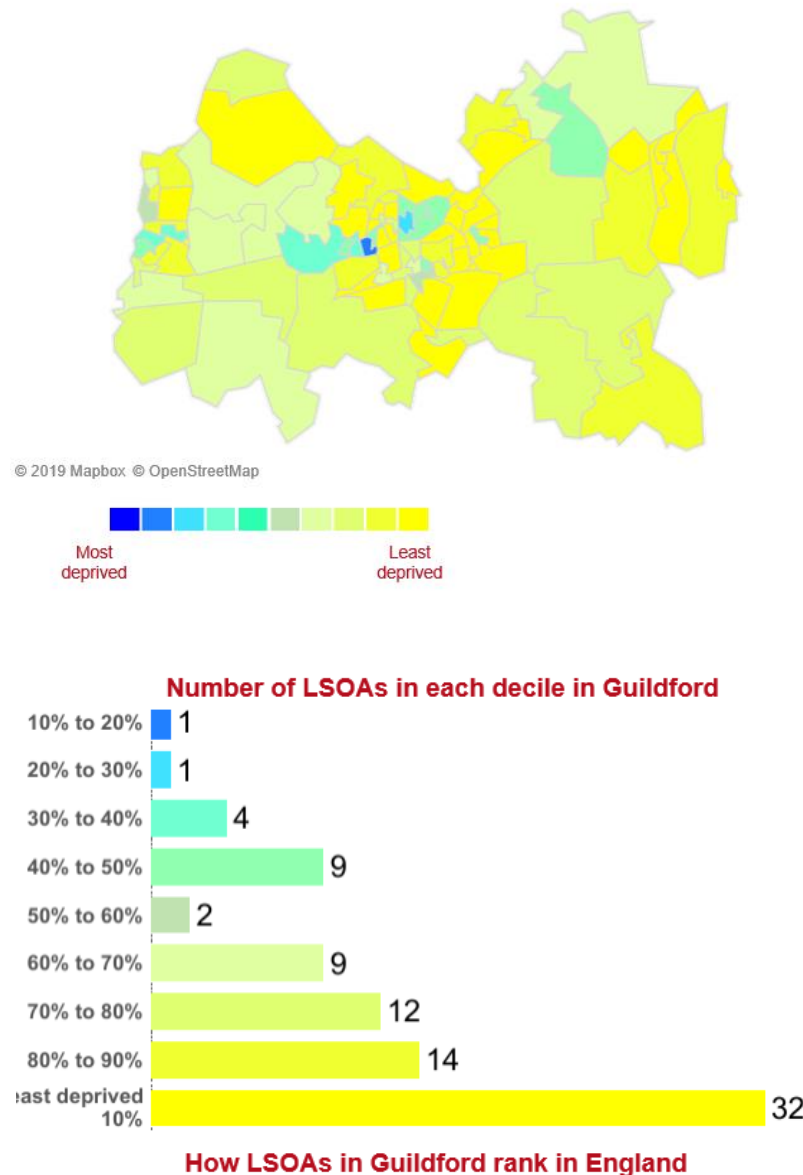 © 2019 Mapbox © OpenStreetMap
Most
deprived
Least
deprived
Number of LSOAs in each decile in Guildford
10% to 20% 1
20% to 30% 1
30% to 40% 4
40% to 50% 9
50% to 60% 2
60% to 70% 9
70% to 80% 12
80% to 90% 14
east deprived
10% 32
How LSOAs in Guildford rank in England